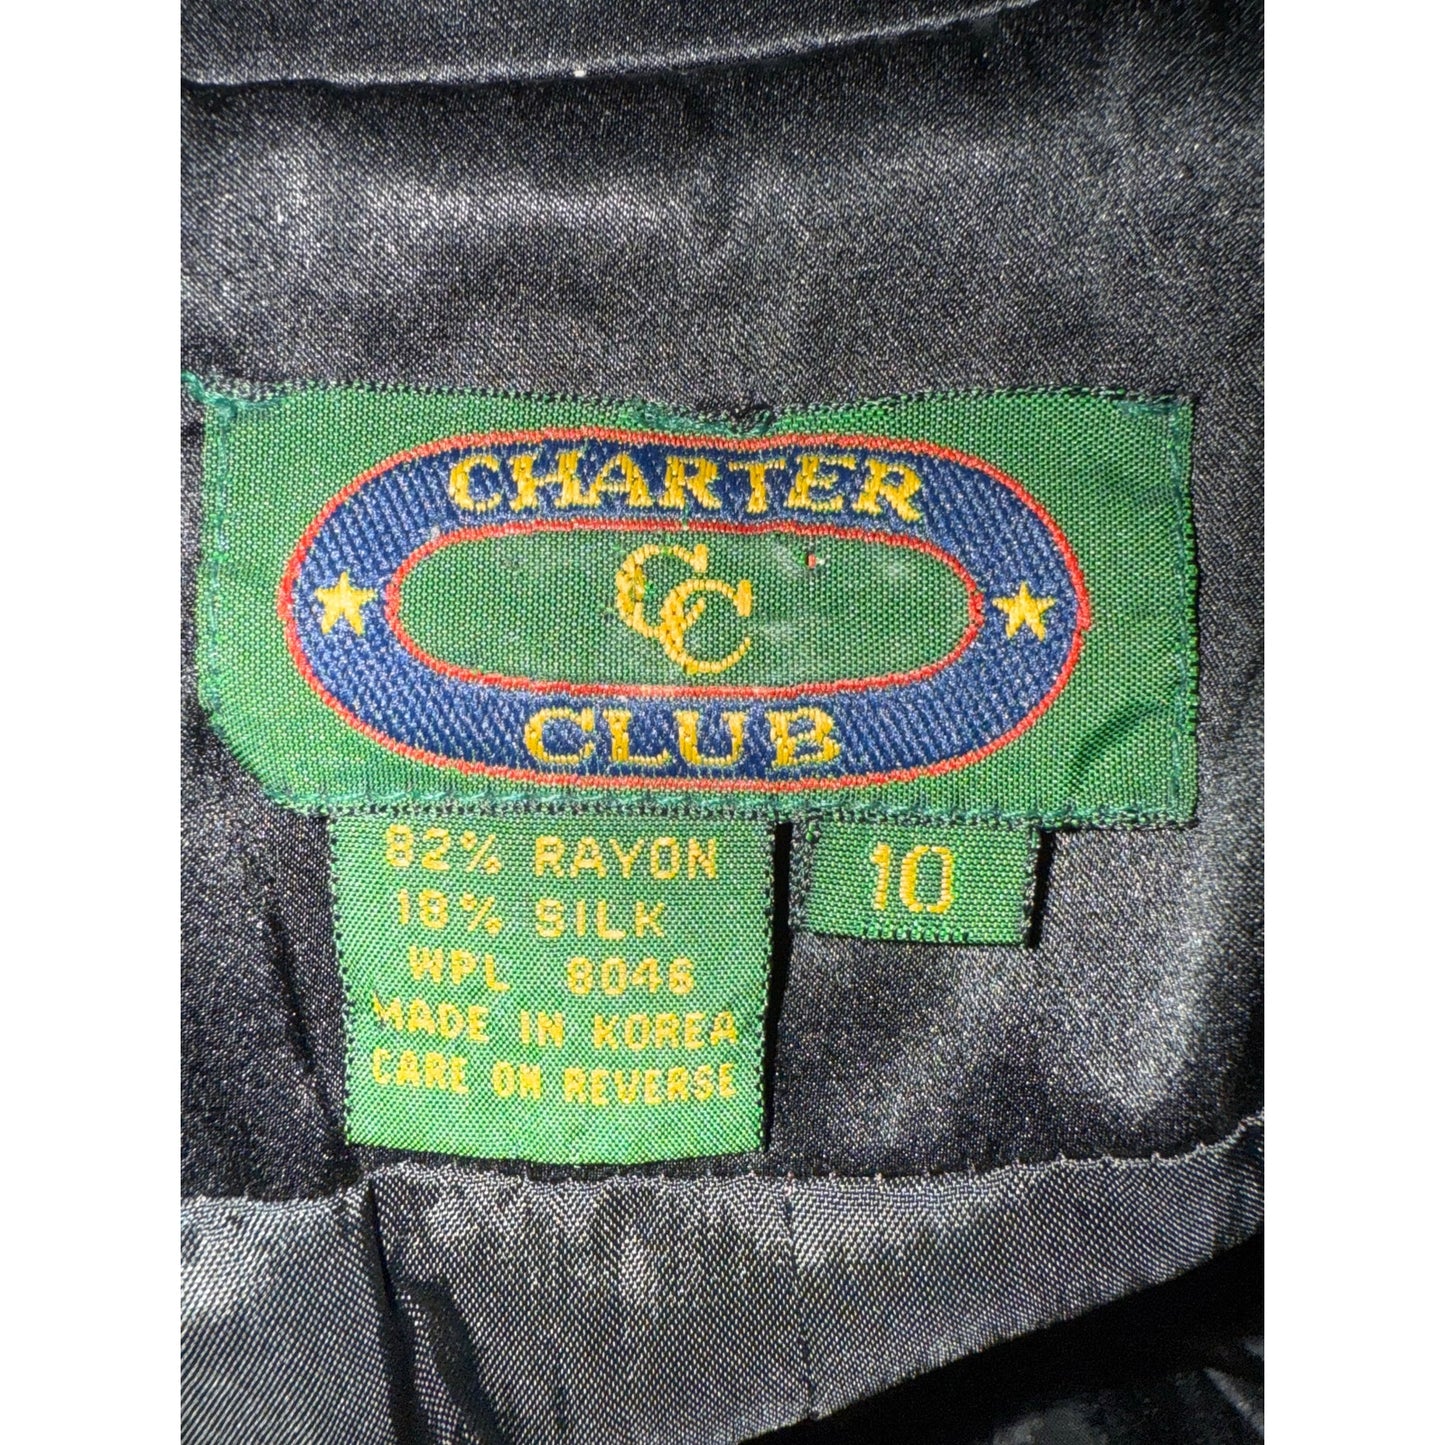 CHARTER
CC
CLUB
82% RAYON
18% SILK
WPL 8046
MADE IN KOREA
CARE ON REVERSE
10